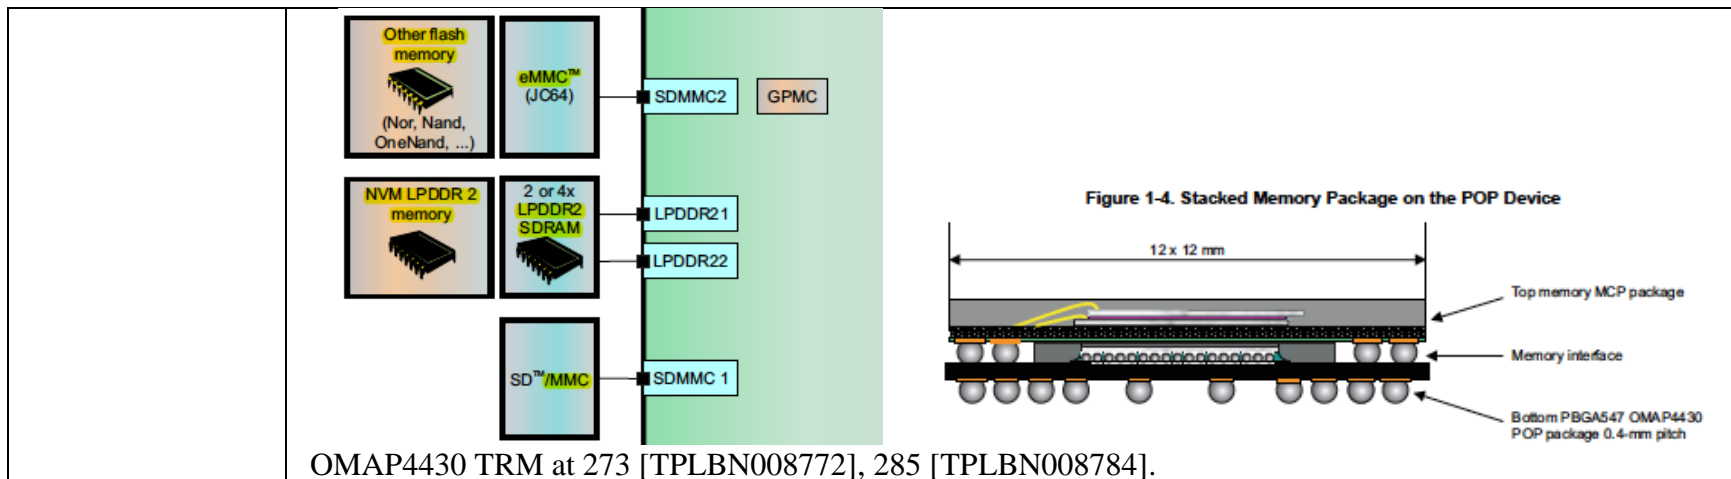 Other flash
memory
(Nor, Nand,
OneNand, ...)
eMMC™
(JC64)
SDMMC2
GPMC
NVM LPDDR 2
memory
2 or 4x
LPDDR2
SDRAM
LPDDR21
LPDDR22
SD™/MMC
SDMMC 1
Figure 1-4. Stacked Memory Package on the POP Device
12 x 12 mm
Top memory MCP package
Memory interface
Bottom PBGA547 OMAP4430
POP package 0.4-mm pitch
OMAP4430 TRM at 273 [TPLBN008772], 285 [TPLBN008784].